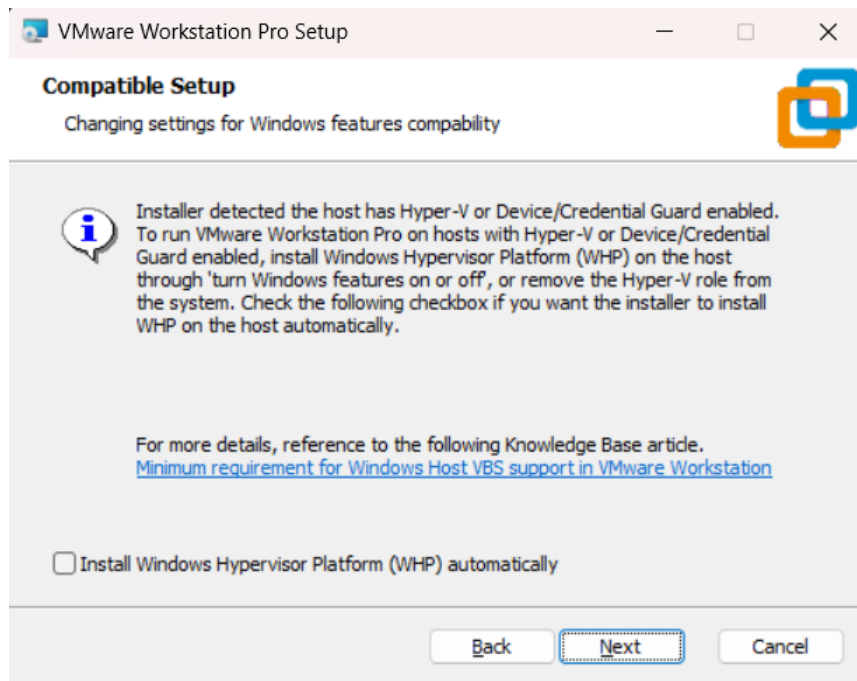 VMware Workstation Pro Setup
Compatible Setup
Changing settings for Windows features compability
Installer detected the host has Hyper-V or Device/Credential Guard enabled.
To run VMware Workstation Pro on hosts with Hyper-V or Device/Credential
Guard enabled, install Windows Hypervisor Platform (WHP) on the host
through 'turn Windows features on or off', or remove the Hyper-V role from
the system. Check the following checkbox if you want the installer to install
WHP on the host automatically.
For more details, reference to the following Knowledge Base article.
Minimum requirement for Windows Host VBS support in VMware Workstation
Install Windows Hypervisor Platform (WHP) automatically
Back Next Cancel